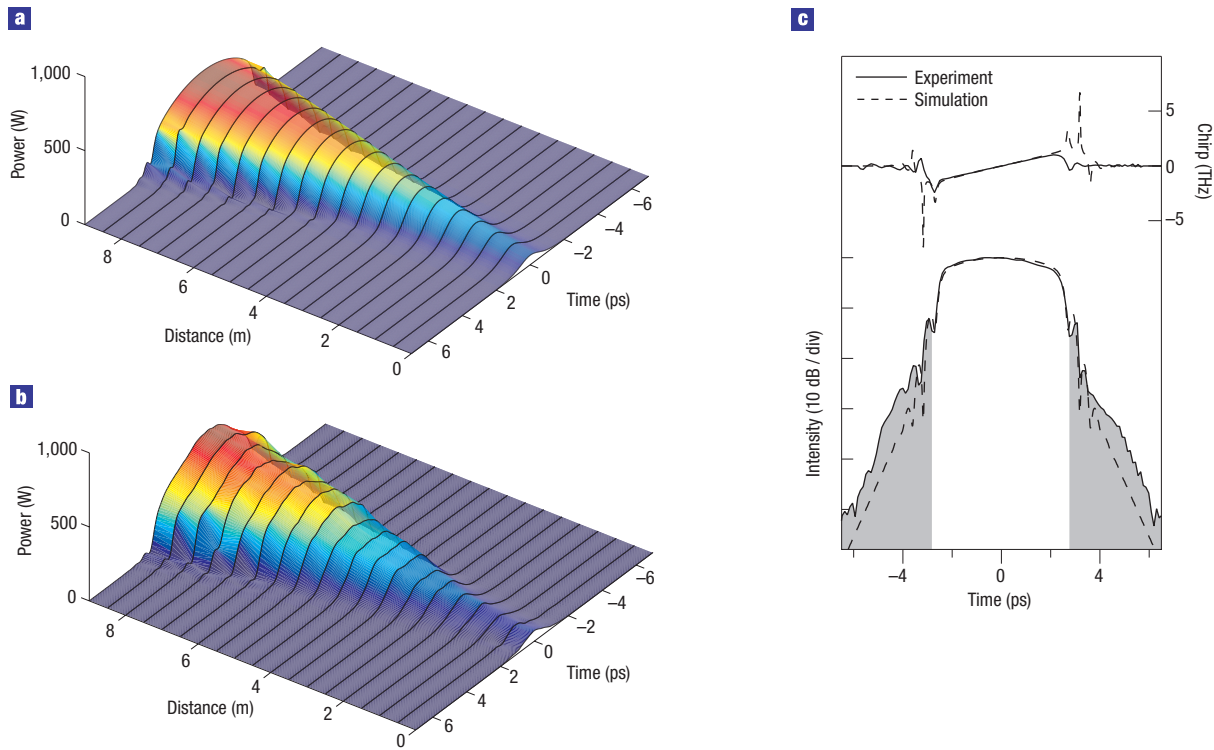 a
1,000
500
0
Power (W)
8
6
4
2
0
Distance (m)
−6
−4
−2
0
2
4
6
Time (ps)
b
1,000
500
0
Power (W)
8
6
4
2
0
Distance (m)
−6
−4
−2
0
2
4
6
Time (ps)
c
Experiment
Simulation
5
0
−5
Chirp (THz)
Intensity (10 dB / div)
−4
0
4
Time (ps)